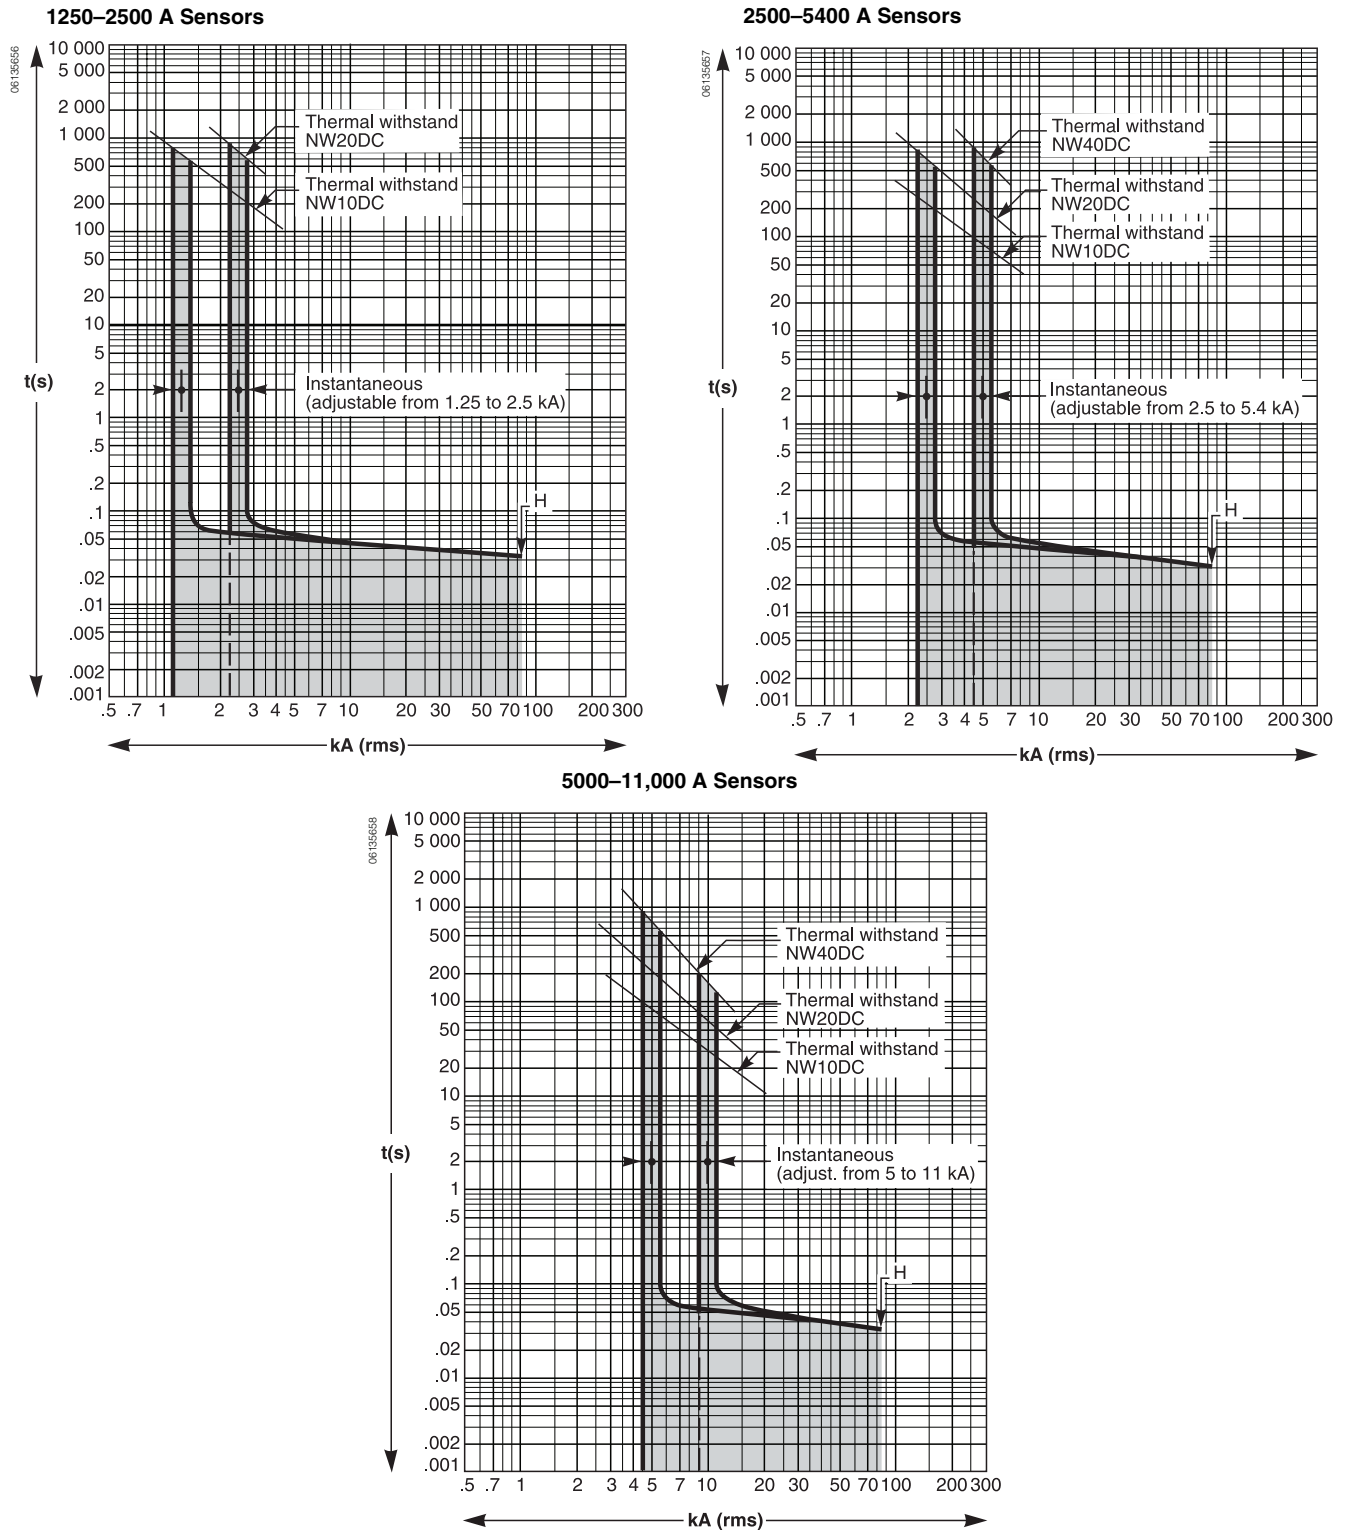 1250–2500 A Sensors
06135656
10 000
5 000
2 000
1 000
500
200
100
50
20
10
5
2
1
.5
.2
.1
.05
.02
.01
.005
.002
.001
t(s)
Thermal withstand
NW20DC
Thermal withstand
NW10DC
Instantaneous
(adjustable from 1.25 to 2.5 kA)
H
.5 .7 1 2 3 4 5 7 10 20 30 50 70 100 200 300
kA (rms)
2500–5400 A Sensors
06135657
10 000
5 000
2 000
1 000
500
200
100
50
20
10
5
2
1
.5
.2
.1
.05
.02
.01
.005
.002
.001
t(s)
Thermal withstand
NW40DC
Thermal withstand
NW20DC
Thermal withstand
NW10DC
Instantaneous
(adjustable from 2.5 to 5.4 kA)
H
.5 .7 1 2 3 4 5 7 10 20 30 50 70 100 200 300
kA (rms)
5000–11,000 A Sensors
06135658
10 000
5 000
2 000
1 000
500
200
100
50
20
10
5
2
1
.5
.2
.1
.05
.02
.01
.005
.002
.001
t(s)
Thermal withstand
NW40DC
Thermal withstand
NW20DC
Thermal withstand
NW10DC
Instantaneous
(adjust. from 5 to 11 kA)
H
.5 .7 1 2 3 4 5 7 10 20 30 50 70 100 200 300
kA (rms)